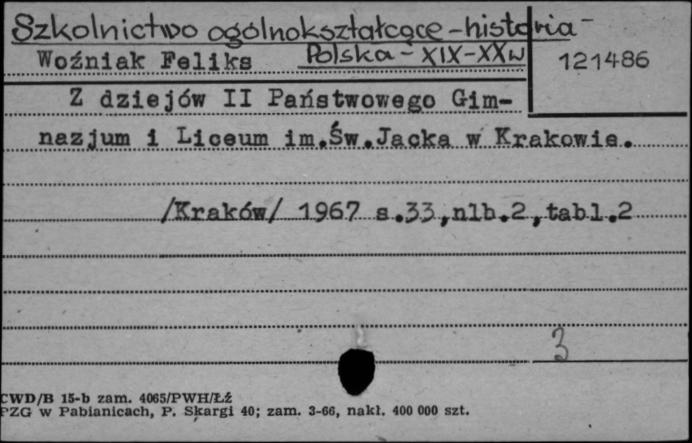 Szkolnictwo ogólnokształcące - historia -
Polska - XIX-XXw
Woźniak Feliks
121486
Z dziejów II Państwowego Gim-
nazjum i Liceum im.Św.Jacka w Krakowie.
/Kraków/ 1967 s.33,nlb.2,tabl.2
3
CWD/B 15-b zam. 4065/PWH/Łź
PZG w Pabianicach, P. Skargi 40; zam. 3-66, nakł. 400 000 szt.